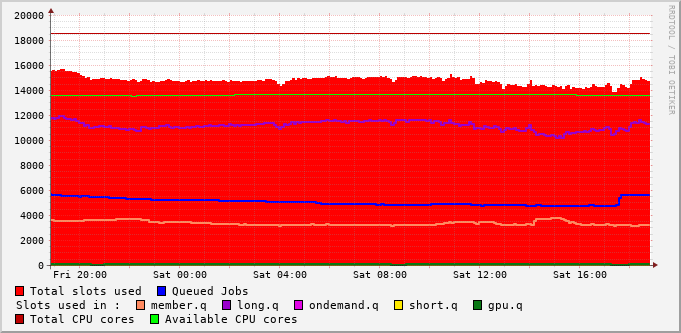 20000
18000
16000
14000
12000
10000
8000
6000
4000
2000
0
Fri 20:00 Sat 00:00 Sat 04:00 Sat 08:00 Sat 12:00 Sat 16:00
Total slots used Queued Jobs
Slots used in : member.q long.q ondemand.q short.q gpu.q
Total CPU cores Available CPU cores
RRDTOOL / TOBI OETIKER